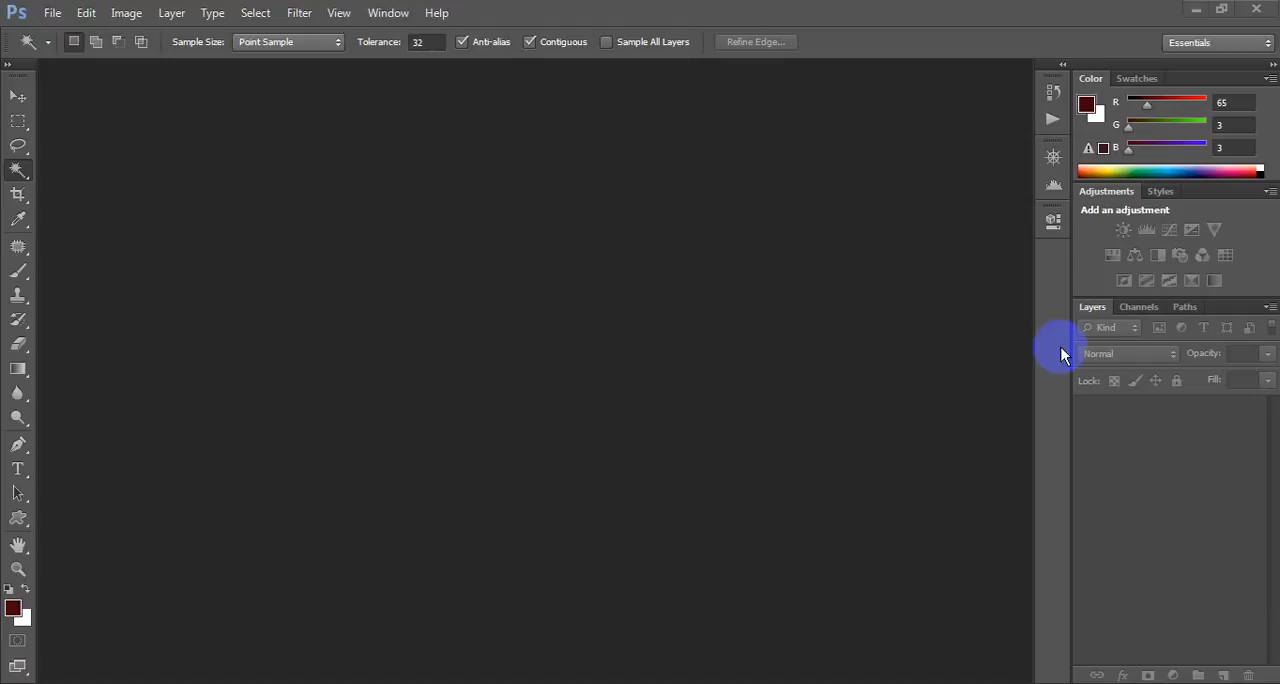 Ps File Edit Image Layer Type Select Filter View Window Help
Sample Size: Point Sample Tolerance: 32 Anti-alias Contiguous Sample All Layers Refine Edge... Essentials
Color Swatches
R 65
G 3
B 3
Adjustments Styles
Add an adjustment
Layers Channels Paths
Kind
Normal Opacity:
Lock: Fill: